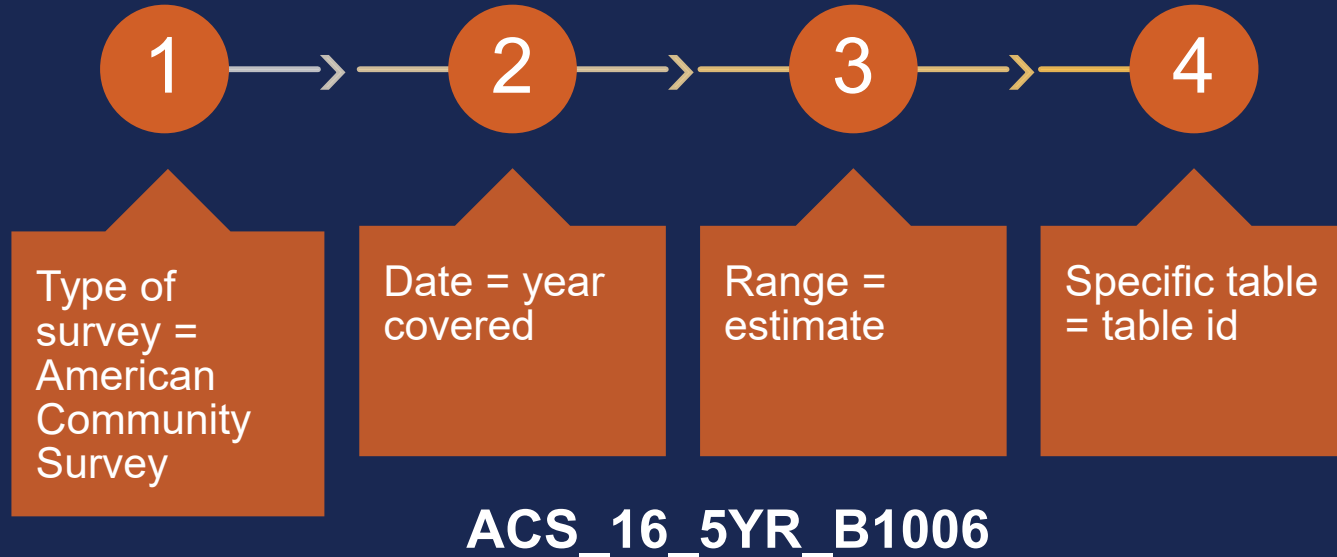 1
2
3
4
Type of
survey =
American
Community
Survey
Date = year
covered
Range =
estimate
Specific table
= table id
ACS_16_5YR_B1006